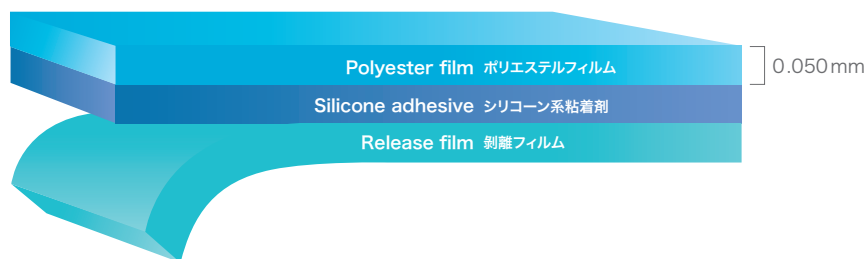 Polyester film ポリエステルフィルム
0.050mm
Silicone adhesive シリコーン系粘着剤
Release film 剥離フィルム